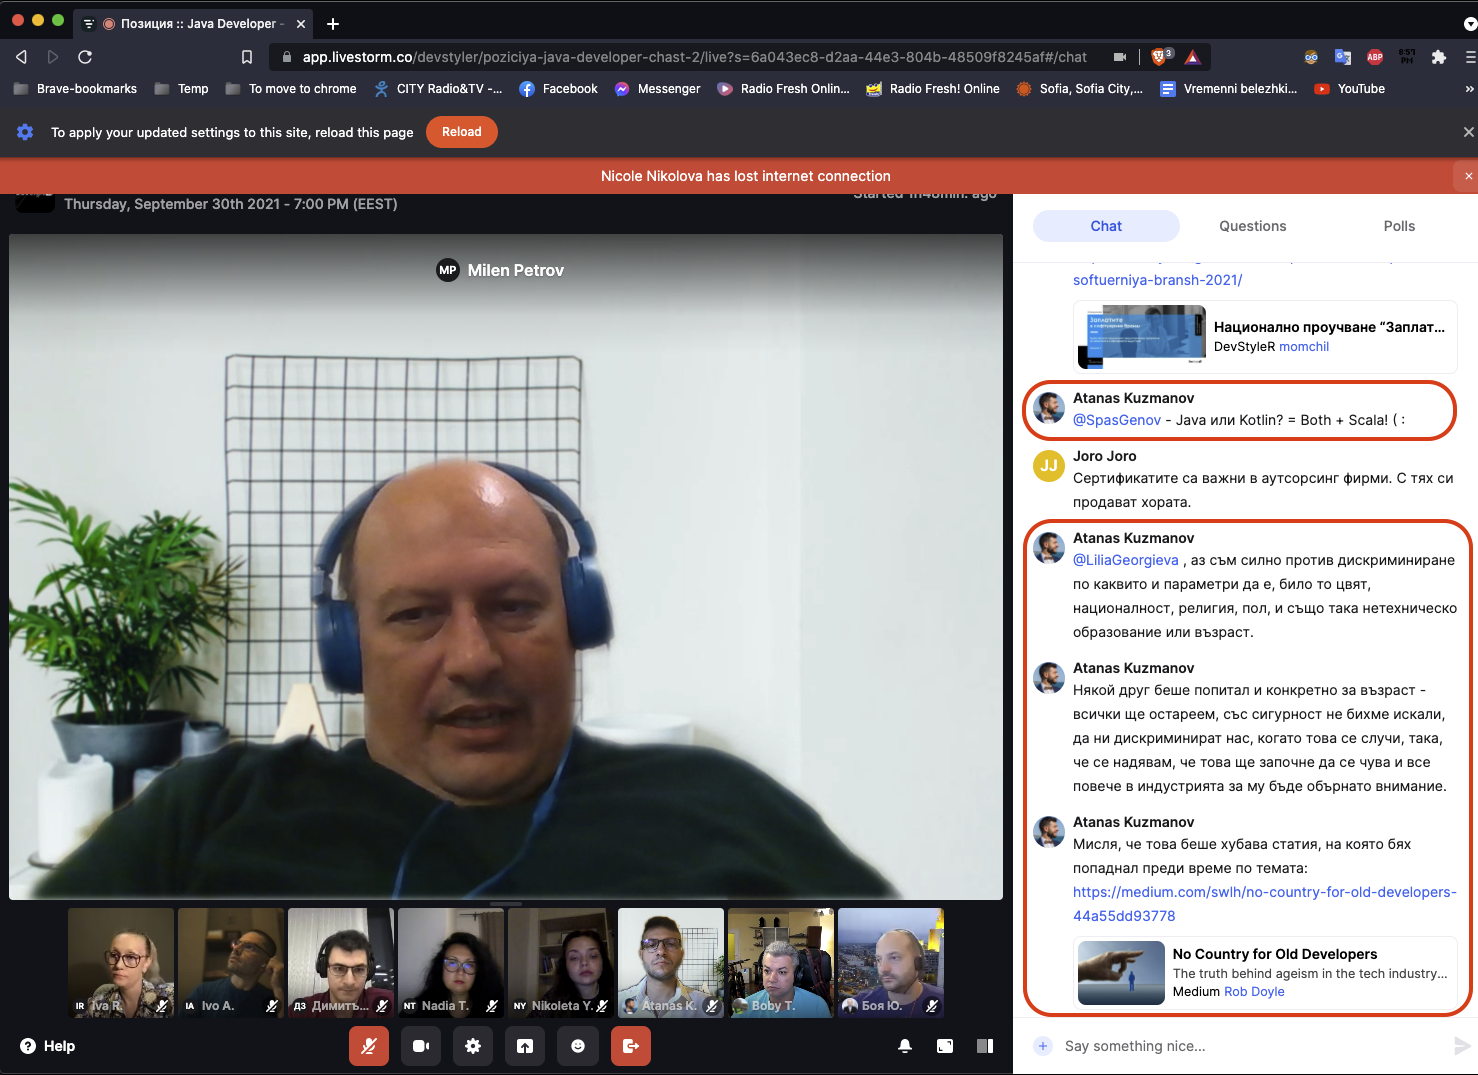 Позиция :: Java Developer -
app.livestorm.co/devstyler/poziciya-java-developer-chast-2/live?s=6a043ec8-d2aa-44e3-804b-48509f8245af#/chat
3
ABP
8:57 PM
Brave-bookmarks
Temp
To move to chrome
CITY Radio&TV -...
Facebook
Messenger
Radio Fresh Onlin...
Radio Fresh! Online
Sofia, Sofia City,...
Vremenni belezhki...
YouTube
»
To apply your updated settings to this site, reload this page
Reload
Nicole Nikolova has lost internet connection
Thursday, September 30th 2021 - 7:00 PM (EEST)
Started 1h48min. ago
MP Milen Petrov
IR Iva R.
IA Ivo A.
ДЗ Димитъ...
NT Nadia T.
NY Nikoleta Y.
Atanas K.
Boby T.
Боя Ю.
Help
Chat
Questions
Polls
softuerniya-bransh-2021/
Заплатите
Национално проучване “Заплат...
DevStyleR momchil
Atanas Kuzmanov
@SpasGenov - Java или Kotlin? = Both + Scala! ( :
JJ
Joro Joro
Сертификатите са важни в аутсорсинг фирми. С тях си
продават хората.
Atanas Kuzmanov
@LiliaGeorgieva , аз съм силно против дискриминиране
по каквито и параметри да е, било то цвят,
националност, религия, пол, и също така нетехническо
образование или възраст.
Atanas Kuzmanov
Някой друг беше попитал и конкретно за възраст -
всички ще остареем, със сигурност не бихме искали,
да ни дискриминират нас, когато това се случи, така,
че се надявам, че това ще започне да се чува и все
повече в индустрията за му бъде обърнато внимание.
Atanas Kuzmanov
Мисля, че това беше хубава статия, на която бях
попаднал преди време по темата:
https://medium.com/swlh/no-country-for-old-developers-
44a55dd93778
No Country for Old Developers
The truth behind ageism in the tech industry...
Medium Rob Doyle
Say something nice...